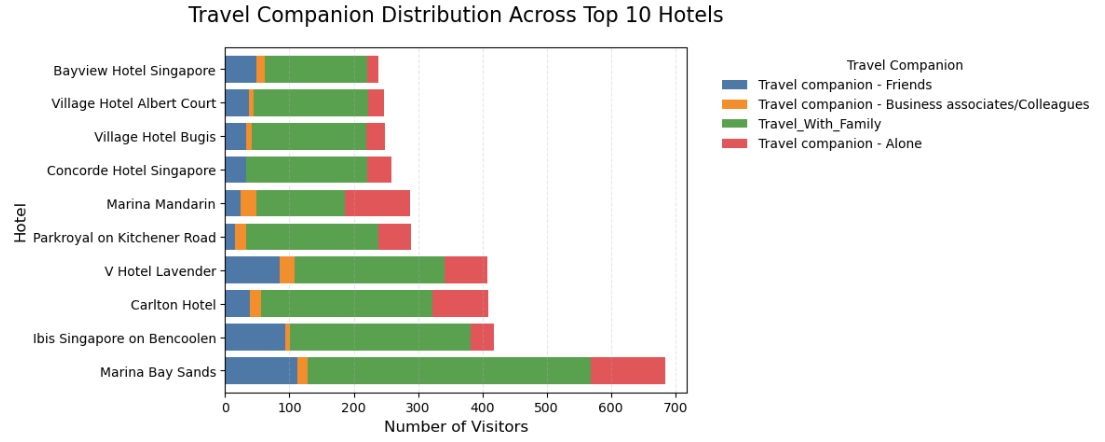 Travel Companion Distribution Across Top 10 Hotels
Hotel
Bayview Hotel Singapore
Village Hotel Albert Court
Village Hotel Bugis
Concorde Hotel Singapore
Marina Mandarin
Parkroyal on Kitchener Road
V Hotel Lavender
Carlton Hotel
Ibis Singapore on Bencoolen
Marina Bay Sands
0 100 200 300 400 500 600 700
Number of Visitors
Travel Companion
Travel companion - Friends
Travel companion - Business associates/Colleagues
Travel_With_Family
Travel companion - Alone